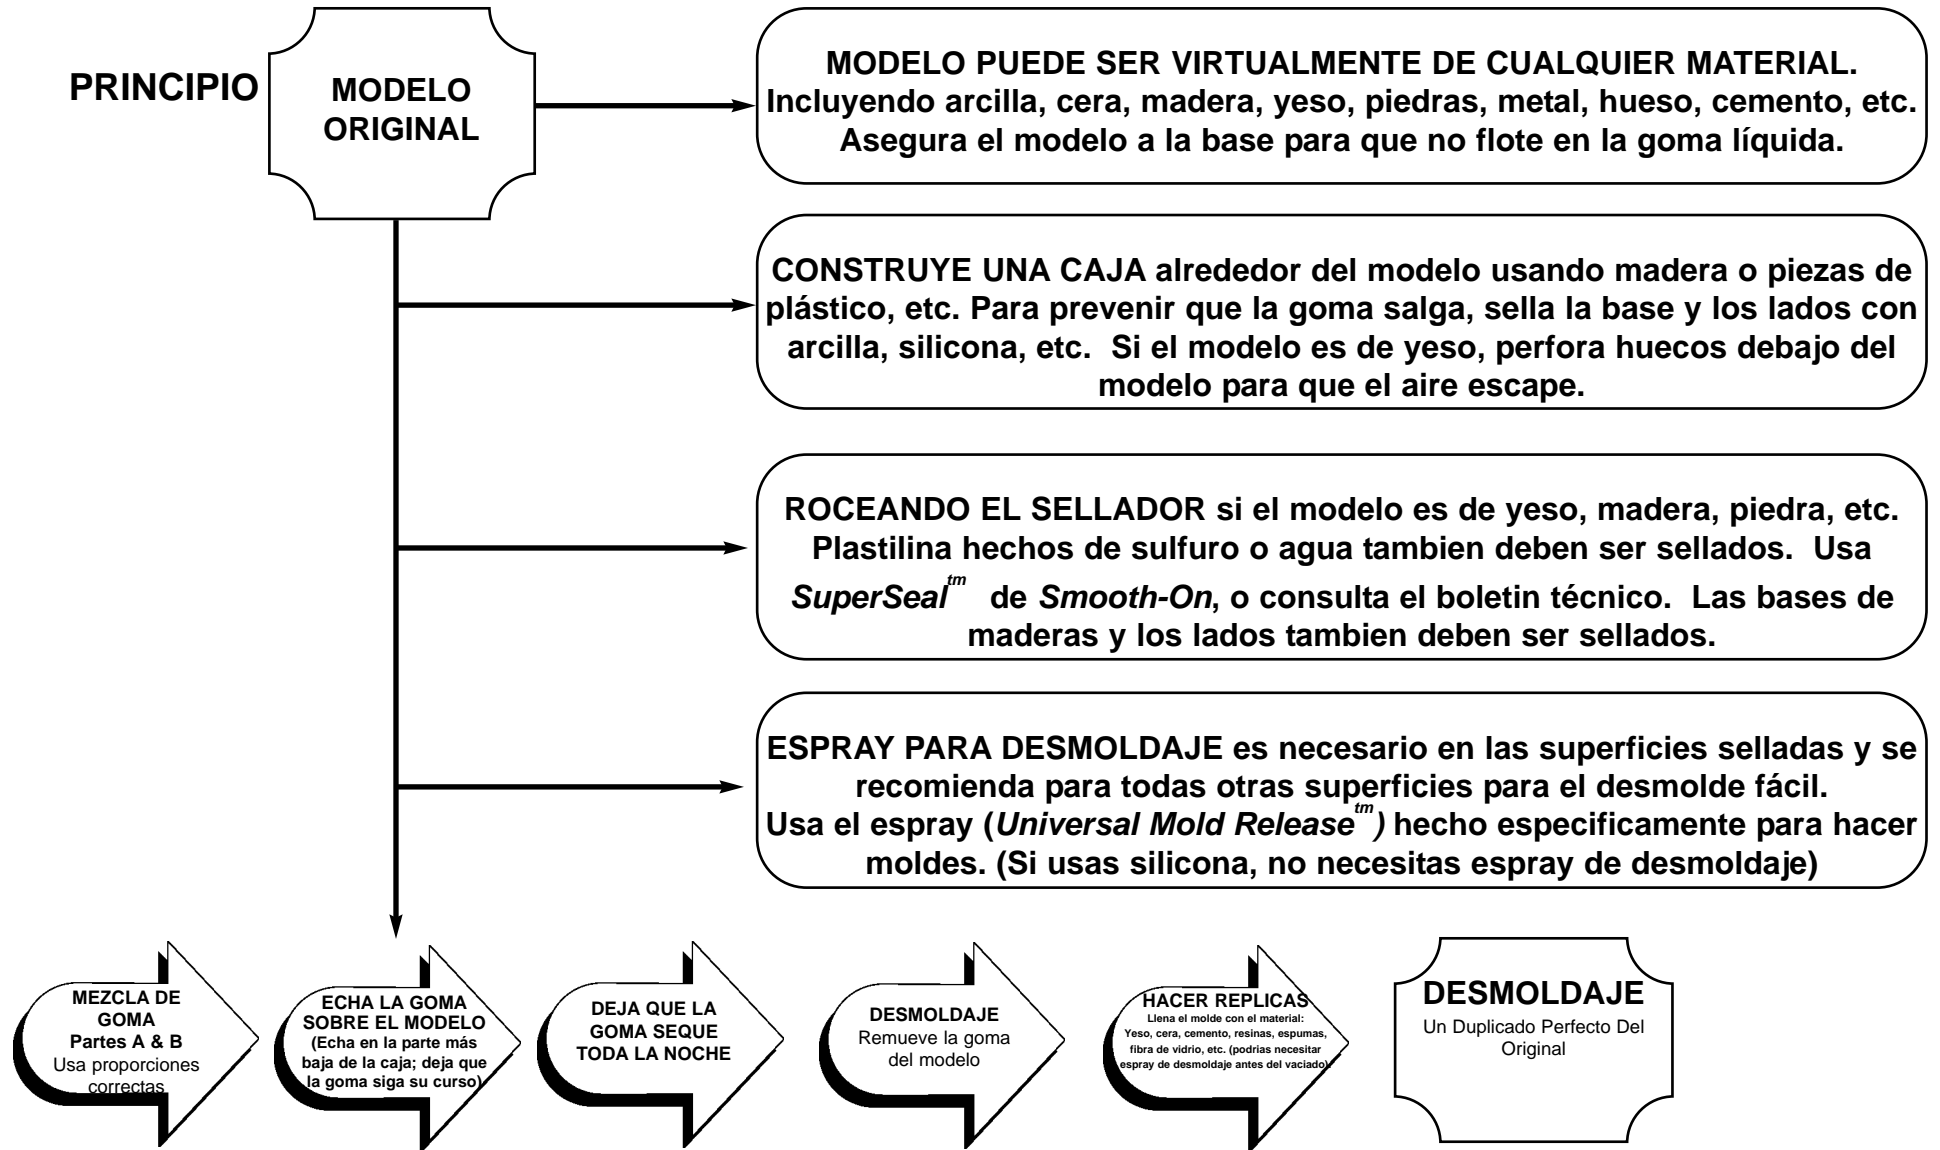 PRINCIPIO
MODELO
ORIGINAL
MODELO PUEDE SER VIRTUALMENTE DE CUALQUIER MATERIAL.
Incluyendo arcilla, cera, madera, yeso, piedras, metal, hueso, cemento, etc.
Asegura el modelo a la base para que no flote en la goma líquida.
CONSTRUYE UNA CAJA alrededor del modelo usando madera o piezas de
plástico, etc. Para prevenir que la goma salga, sella la base y los lados con
arcilla, silicona, etc. Si el modelo es de yeso, perfora huecos debajo del
modelo para que el aire escape.
ROCEANDO EL SELLADOR si el modelo es de yeso, madera, piedra, etc.
Plastilina hechos de sulfuro o agua tambien deben ser sellados. Usa
SuperSeal tm de Smooth-On, o consulta el boletin técnico. Las bases de
maderas y los lados tambien deben ser sellados.
ESPRAY PARA DESMOLDAJE es necesario en las superficies selladas y se
recomienda para todas otras superficies para el desmolde fácil.
Usa el espray (Universal Mold Release tm) hecho especificamente para hacer
moldes. (Si usas silicona, no necesitas espray de desmoldaje)
MEZCLA DE
GOMA
Partes A & B
Usa proporciones
correctas
ECHA LA GOMA
SOBRE EL MODELO
(Echa en la parte más
baja de la caja; deja que
la goma siga su curso)
DEJA QUE LA
GOMA SEQUE
TODA LA NOCHE
DESMOLDAJE
Remueve la goma
del modelo
HACER REPLICAS
Llena el molde con el material:
Yeso, cera, cemento, resinas, espumas,
fibra de vidrio, etc. (podrias necesitar
espray de desmoldaje antes del vaciado).
DESMOLDAJE
Un Duplicado Perfecto Del
Original